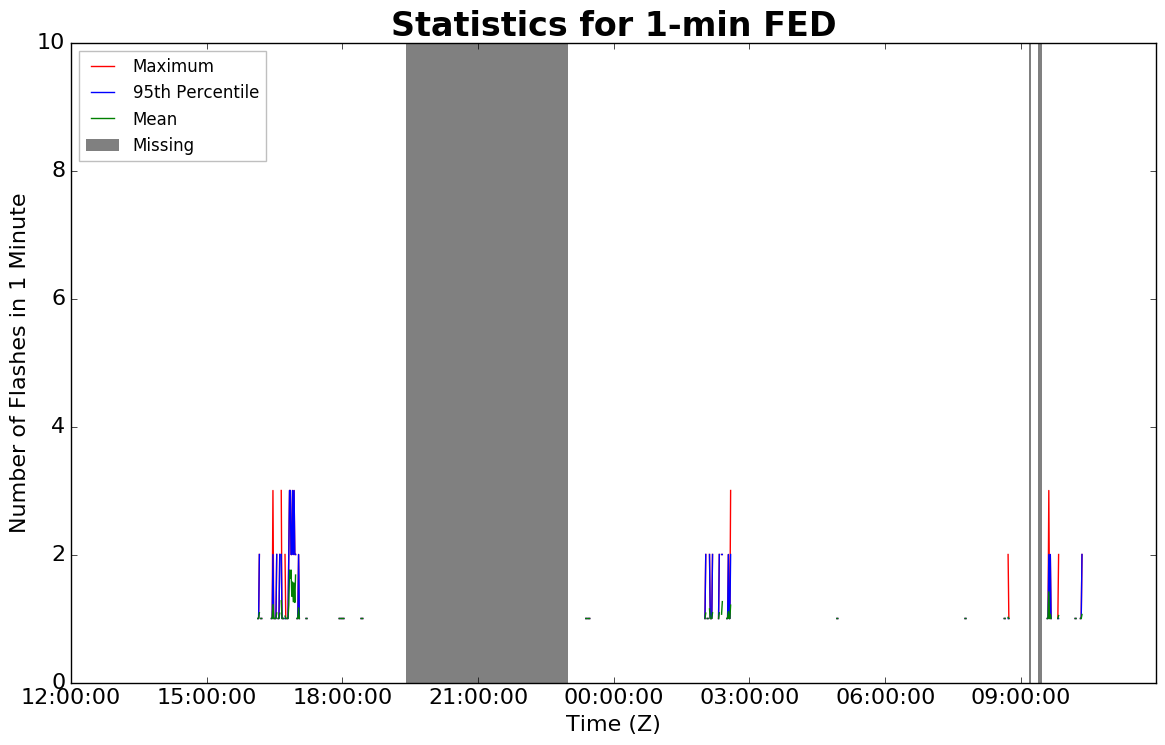 Statistics for 1-min FED
Number of Flashes in 1 Minute
10
8
6
4
2
0
Maximum
95th Percentile
Mean
Missing
12:00:00 15:00:00 18:00:00 21:00:00 00:00:00 03:00:00 06:00:00 09:00:00
Time (Z)